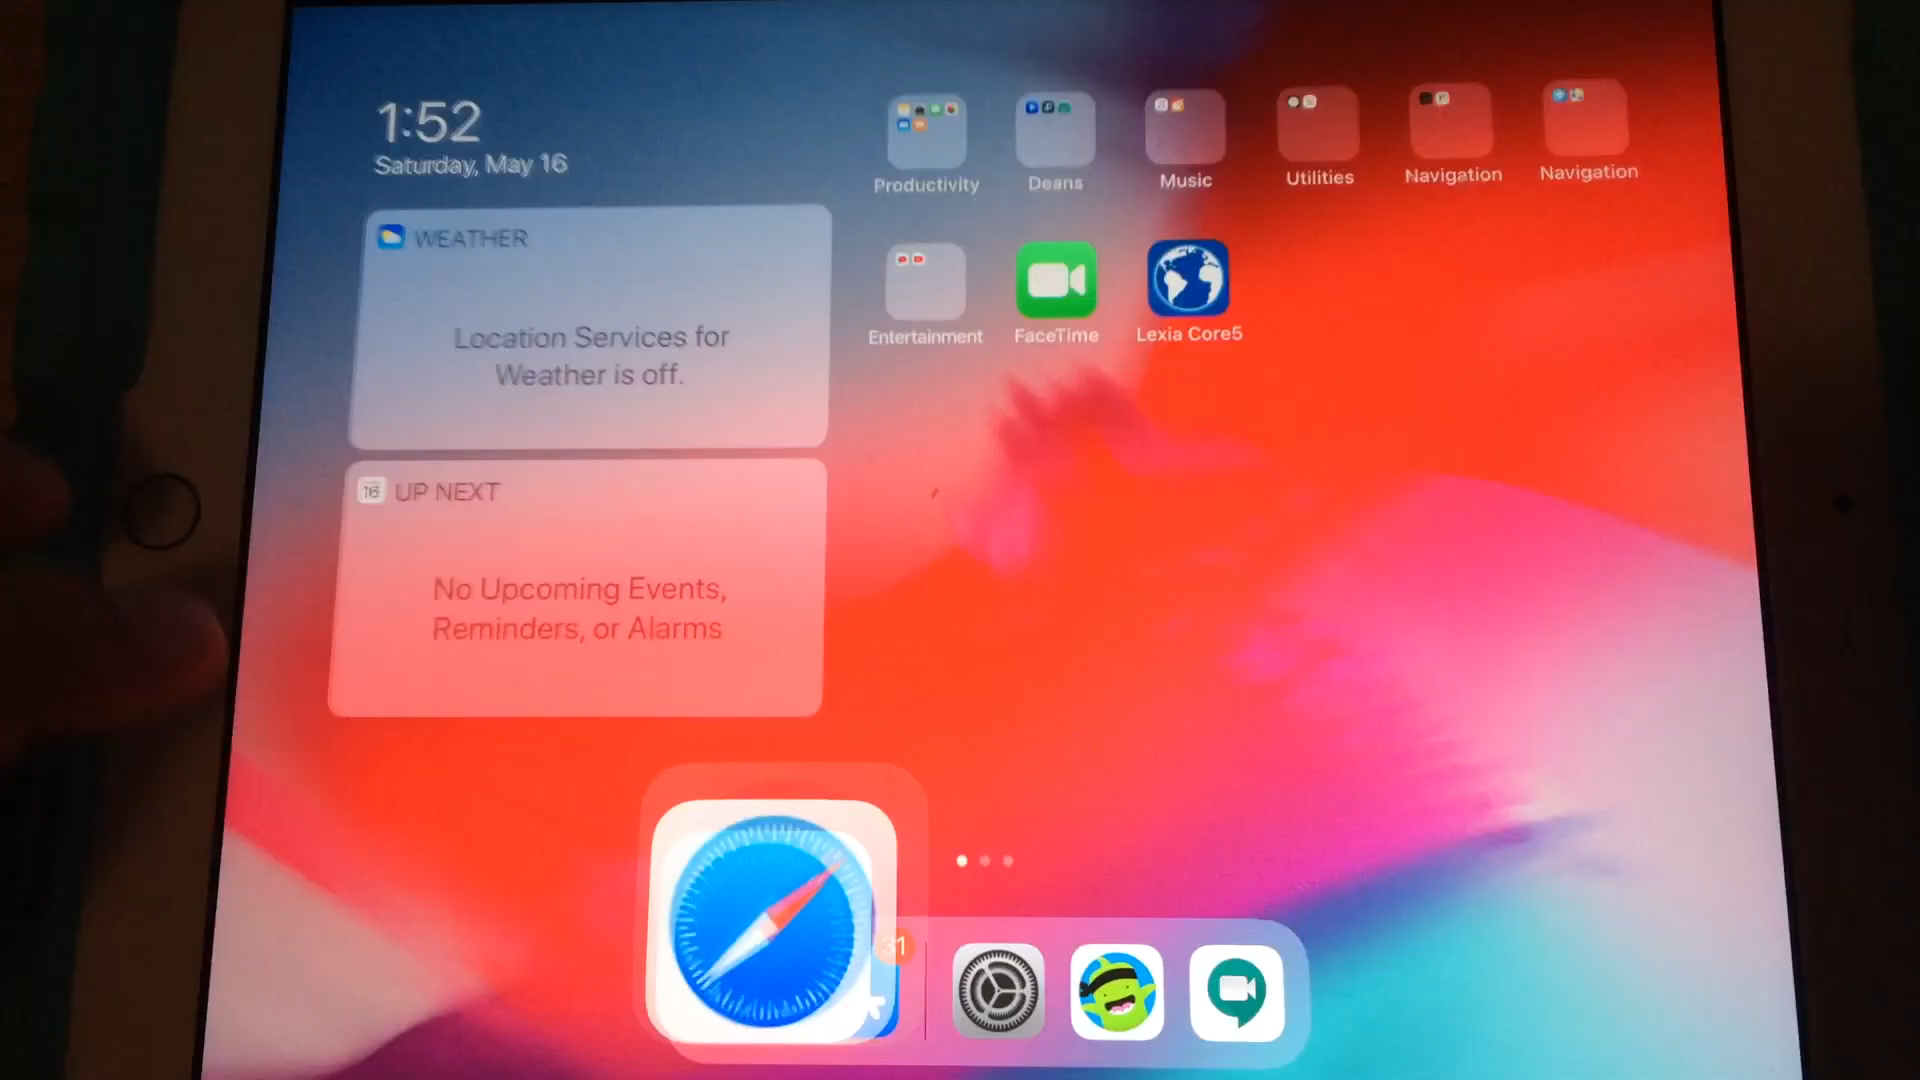 1:52
Saturday, May 16
WEATHER
Location Services for
Weather is off.
16 UP NEXT
No Upcoming Events,
Reminders, or Alarms
Productivity
Deans
Music
Utilities
Navigation
Navigation
Entertainment
FaceTime
Lexia Core5
31